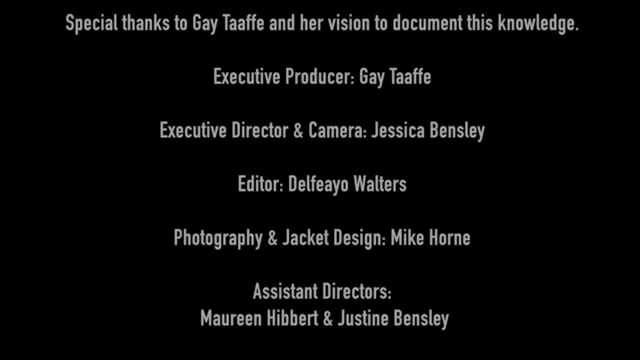 Special thanks to Gay Taaffe and her vision to document this knowledge.
Executive Producer: Gay Taaffe
Executive Director & Camera: Jessica Bensley
Editor: Delfeayo Walters
Photography & Jacket Design: Mike Horne
Assistant Directors:
Maureen Hibbert & Justine Bensley